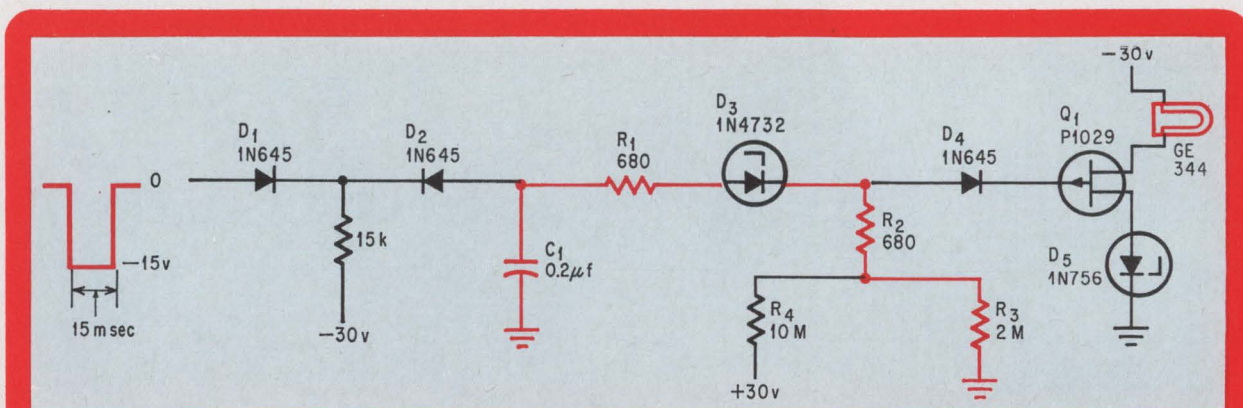 0
−15v
15 m sec
D1
1N645
15k
−30v
D2
1N645
C1
0.2μf
R1
680
D3
1N4732
R2
680
R4
10 M
+30v
R3
2 M
D4
1N645
Q1
P1029
−30v
GE
344
D5
1N756